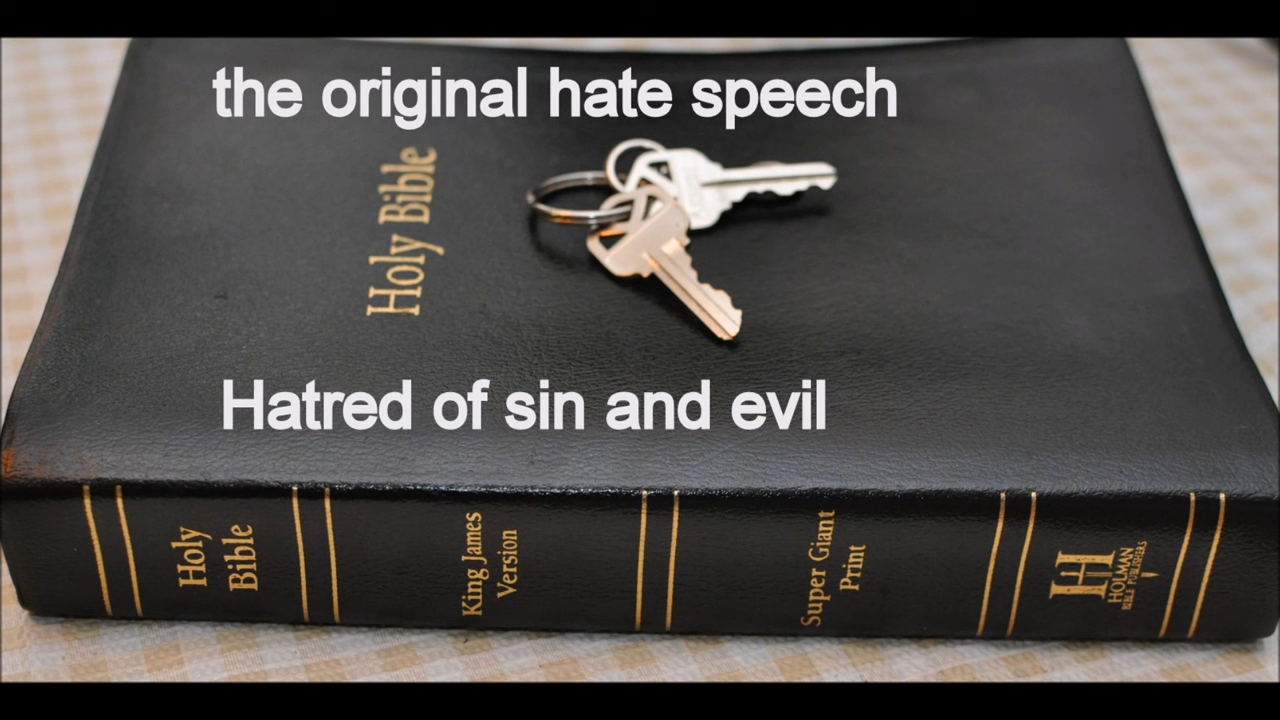 the original hate speech
Holy Bible
Hatred of sin and evil
Holy
Bible
King James
Version
Super Giant
Print
HOLMAN
BIBLE PUBLISHERS